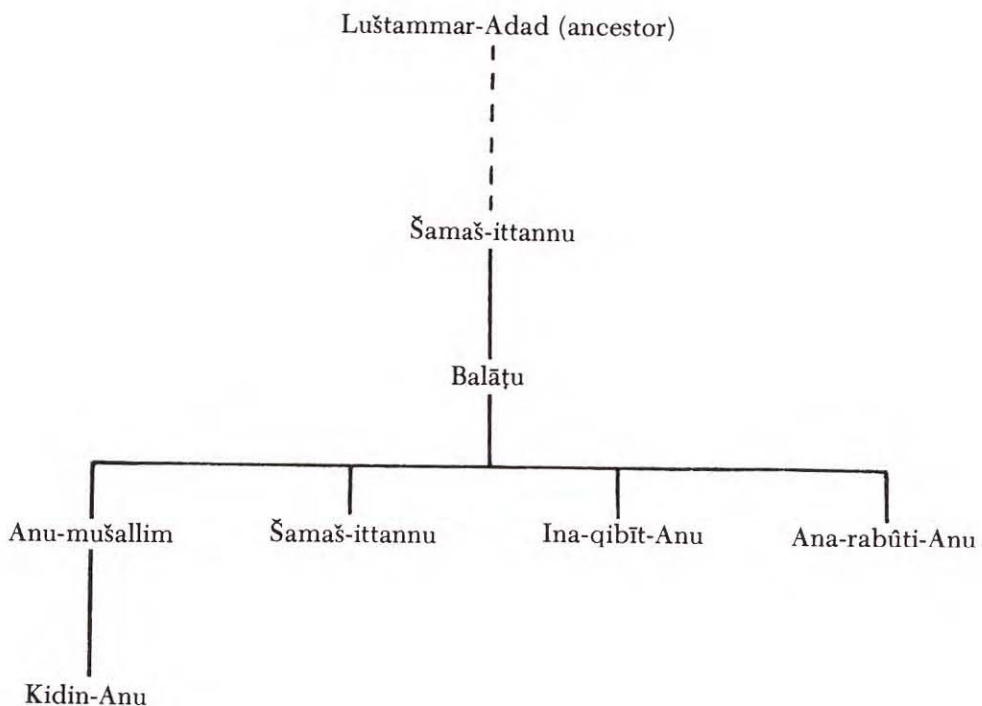 Luštammar-Adad (ancestor)
Šamaš-ittannu
Balāṭu
Anu-mušallim Šamaš-ittannu Ina-qibīt-Anu Ana-rabûti-Anu
Kidin-Anu